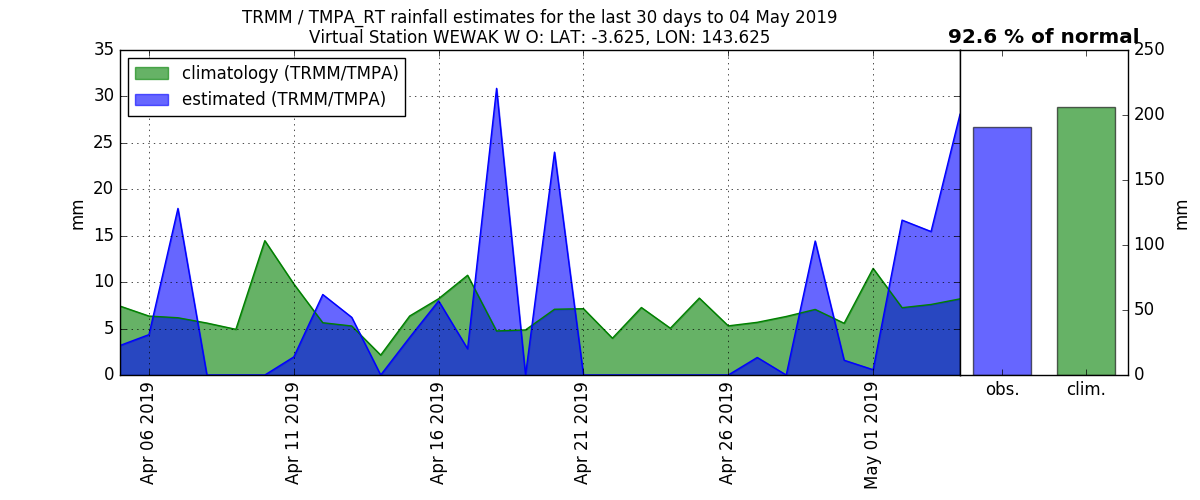 TRMM / TMPA_RT rainfall estimates for the last 30 days to 04 May 2019
Virtual Station WEWAK W O: LAT: -3.625, LON: 143.625
92.6 % of normal
climatology (TRMM/TMPA)
estimated (TRMM/TMPA)
35
30
25
20
15
10
5
0
mm
250
200
150
100
50
0
mm
Apr 06 2019
Apr 11 2019
Apr 16 2019
Apr 21 2019
Apr 26 2019
May 01 2019
obs.
clim.